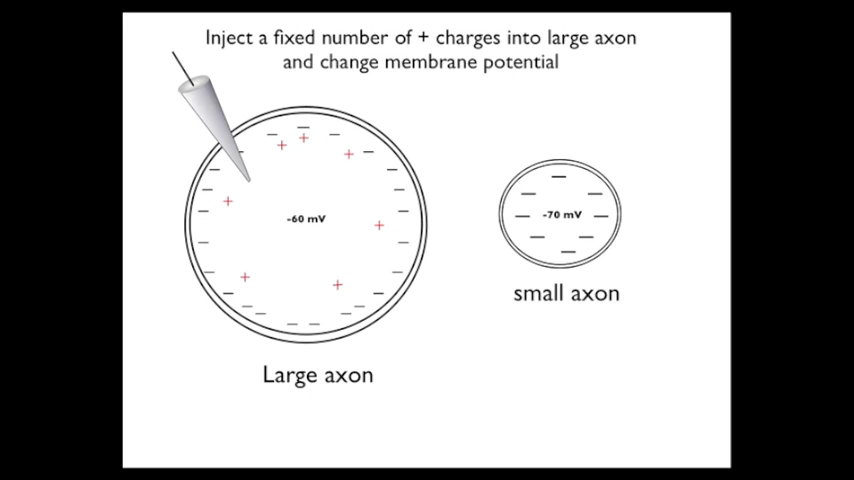 Inject a fixed number of + charges into large axon
and change membrane potential
-60 mV
-70 mV
small axon
Large axon